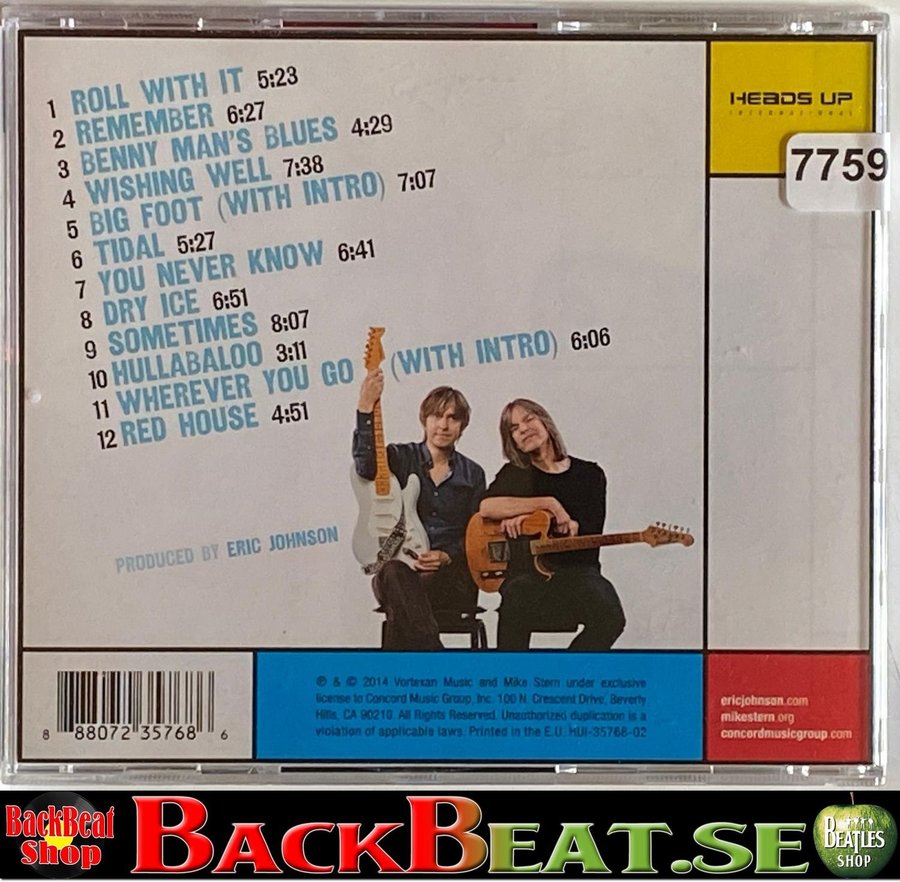 1 ROLL WITH IT 5:23
2 REMEMBER 6:27
3 BENNY MAN'S BLUES 4:29
4 WISHING WELL 7:38
5 BIG FOOT (WITH INTRO) 7:07
6 TIDAL 5:27
7 YOU NEVER KNOW 6:41
8 DRY ICE 6:51
9 SOMETIMES 8:07
10 HULLABALOO 3:11
11 WHEREVER YOU GO (WITH INTRO) 6:06
12 RED HOUSE 4:51
PRODUCED BY ERIC JOHNSON
HEADS UP
INTERNATIONAL
7759
8 88072 35768 6
℗ & © 2014 Vortexan Music and Mike Stern under exclusive
license to Concord Music Group, Inc. 100 N. Crescent Drive, Beverly
Hills, CA 90210. All Rights Reserved. Unauthorized duplication is a
violation of applicable laws. Printed in the E.U. HUI-35768-02
ericjohnson.com
mikestern.org
concordmusicgroup.com
BackBeat
Shop
BACKBEAT.SE
BEATLES
SHOP